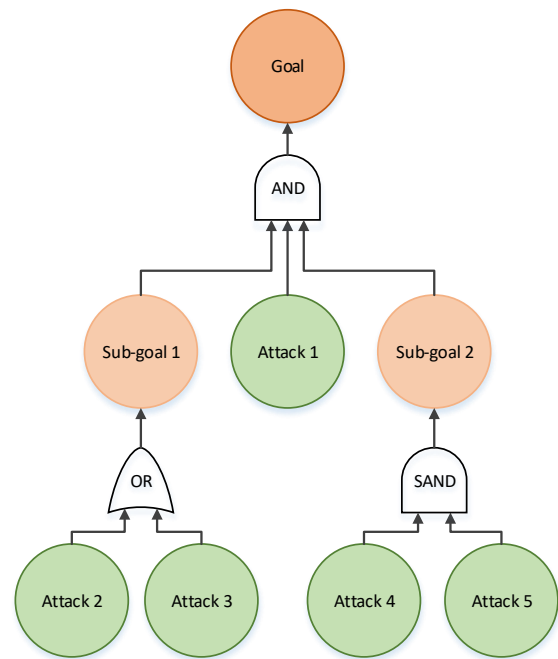 Goal
AND
Sub-goal 1
Attack 1
Sub-goal 2
OR
SAND
Attack 2
Attack 3
Attack 4
Attack 5